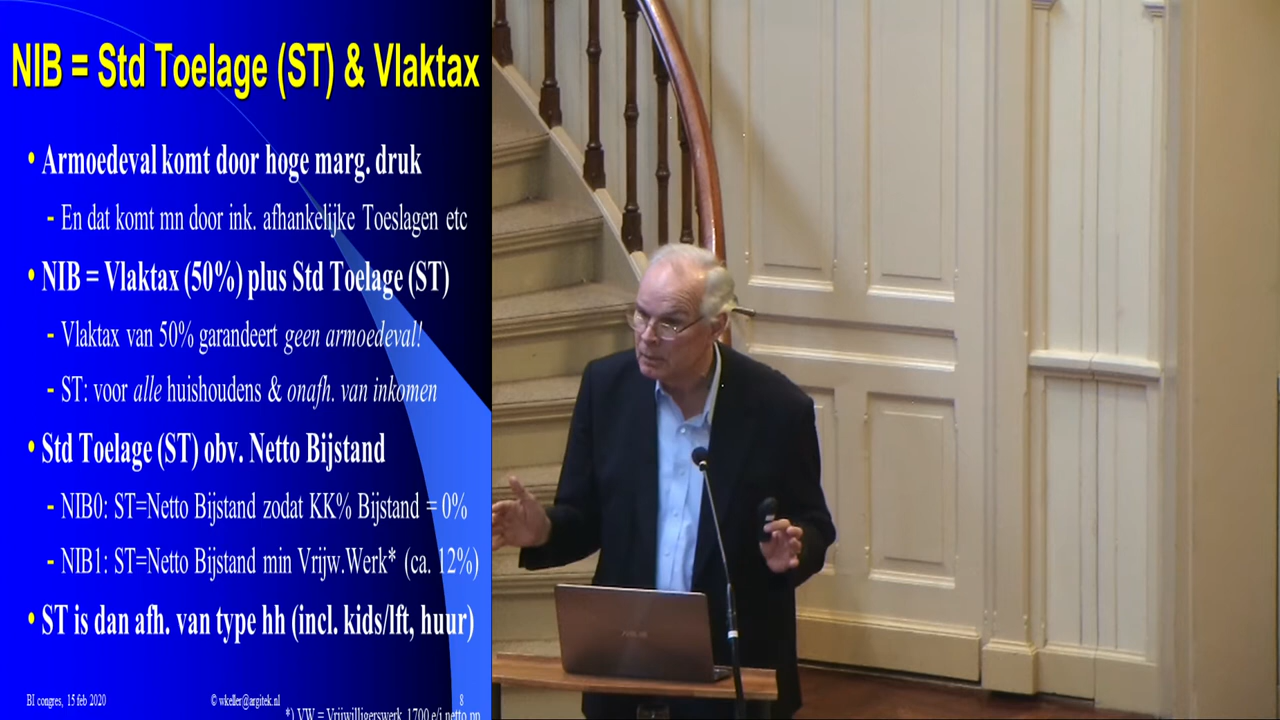 NIB = Std Toelage (ST) & Vlaktax
• Armoedeval komt door hoge marg. druk
- En dat komt mn door ink. afhankelijke Toeslagen etc
• NIB = Vlaktax (50%) plus Std Toelage (ST)
- Vlaktax van 50% garandeert geen armoedeval!
- ST: voor alle huishoudens & onafh. van inkomen
• Std Toelage (ST) obv. Netto Bijstand
- NIB0: ST=Netto Bijstand zodat KK% Bijstand = 0%
- NIB1: ST=Netto Bijstand min Vrijw.Werk* (ca. 12%)
• ST is dan afh. van type hh (incl. kids/lft, huur)
BI congres, 15 feb 2020 © wkeller@argitek.nl 8
*) VW = Vrijwilligerswerk 1700 e/j netto pp
ASUS